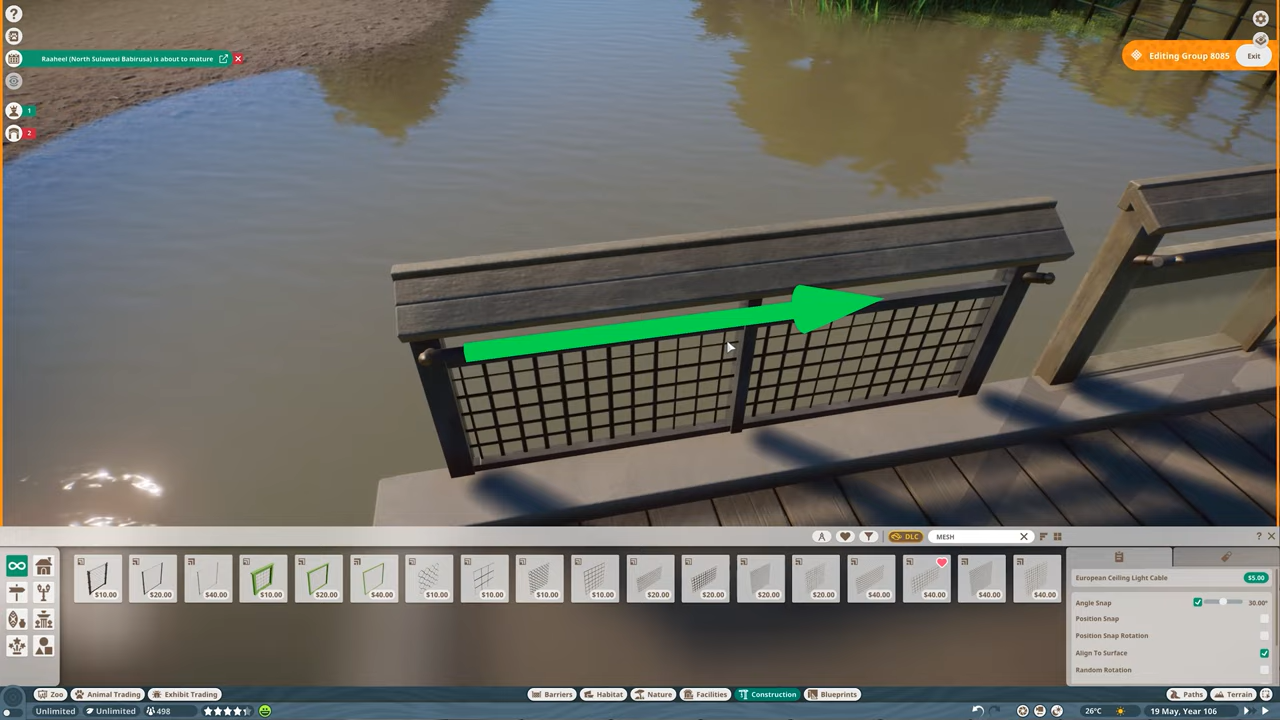 Raaheel (North Sulawesi Babirusa) is about to mature
1
2
Editing Group 8085
Exit
DLC
MESH
?
$10.00
$20.00
$40.00
$10.00
$20.00
$40.00
$10.00
$10.00
$10.00
$10.00
$20.00
$20.00
$20.00
$20.00
$40.00
$40.00
$40.00
$40.00
European Ceiling Light Cable
$5.00
Angle Snap
30.00°
Position Snap
Position Snap Rotation
Align To Surface
Random Rotation
Zoo
Animal Trading
Exhibit Trading
Barriers
Habitat
Nature
Facilities
Construction
Blueprints
Paths
Terrain
Unlimited
Unlimited
498
26°C
19 May, Year 106